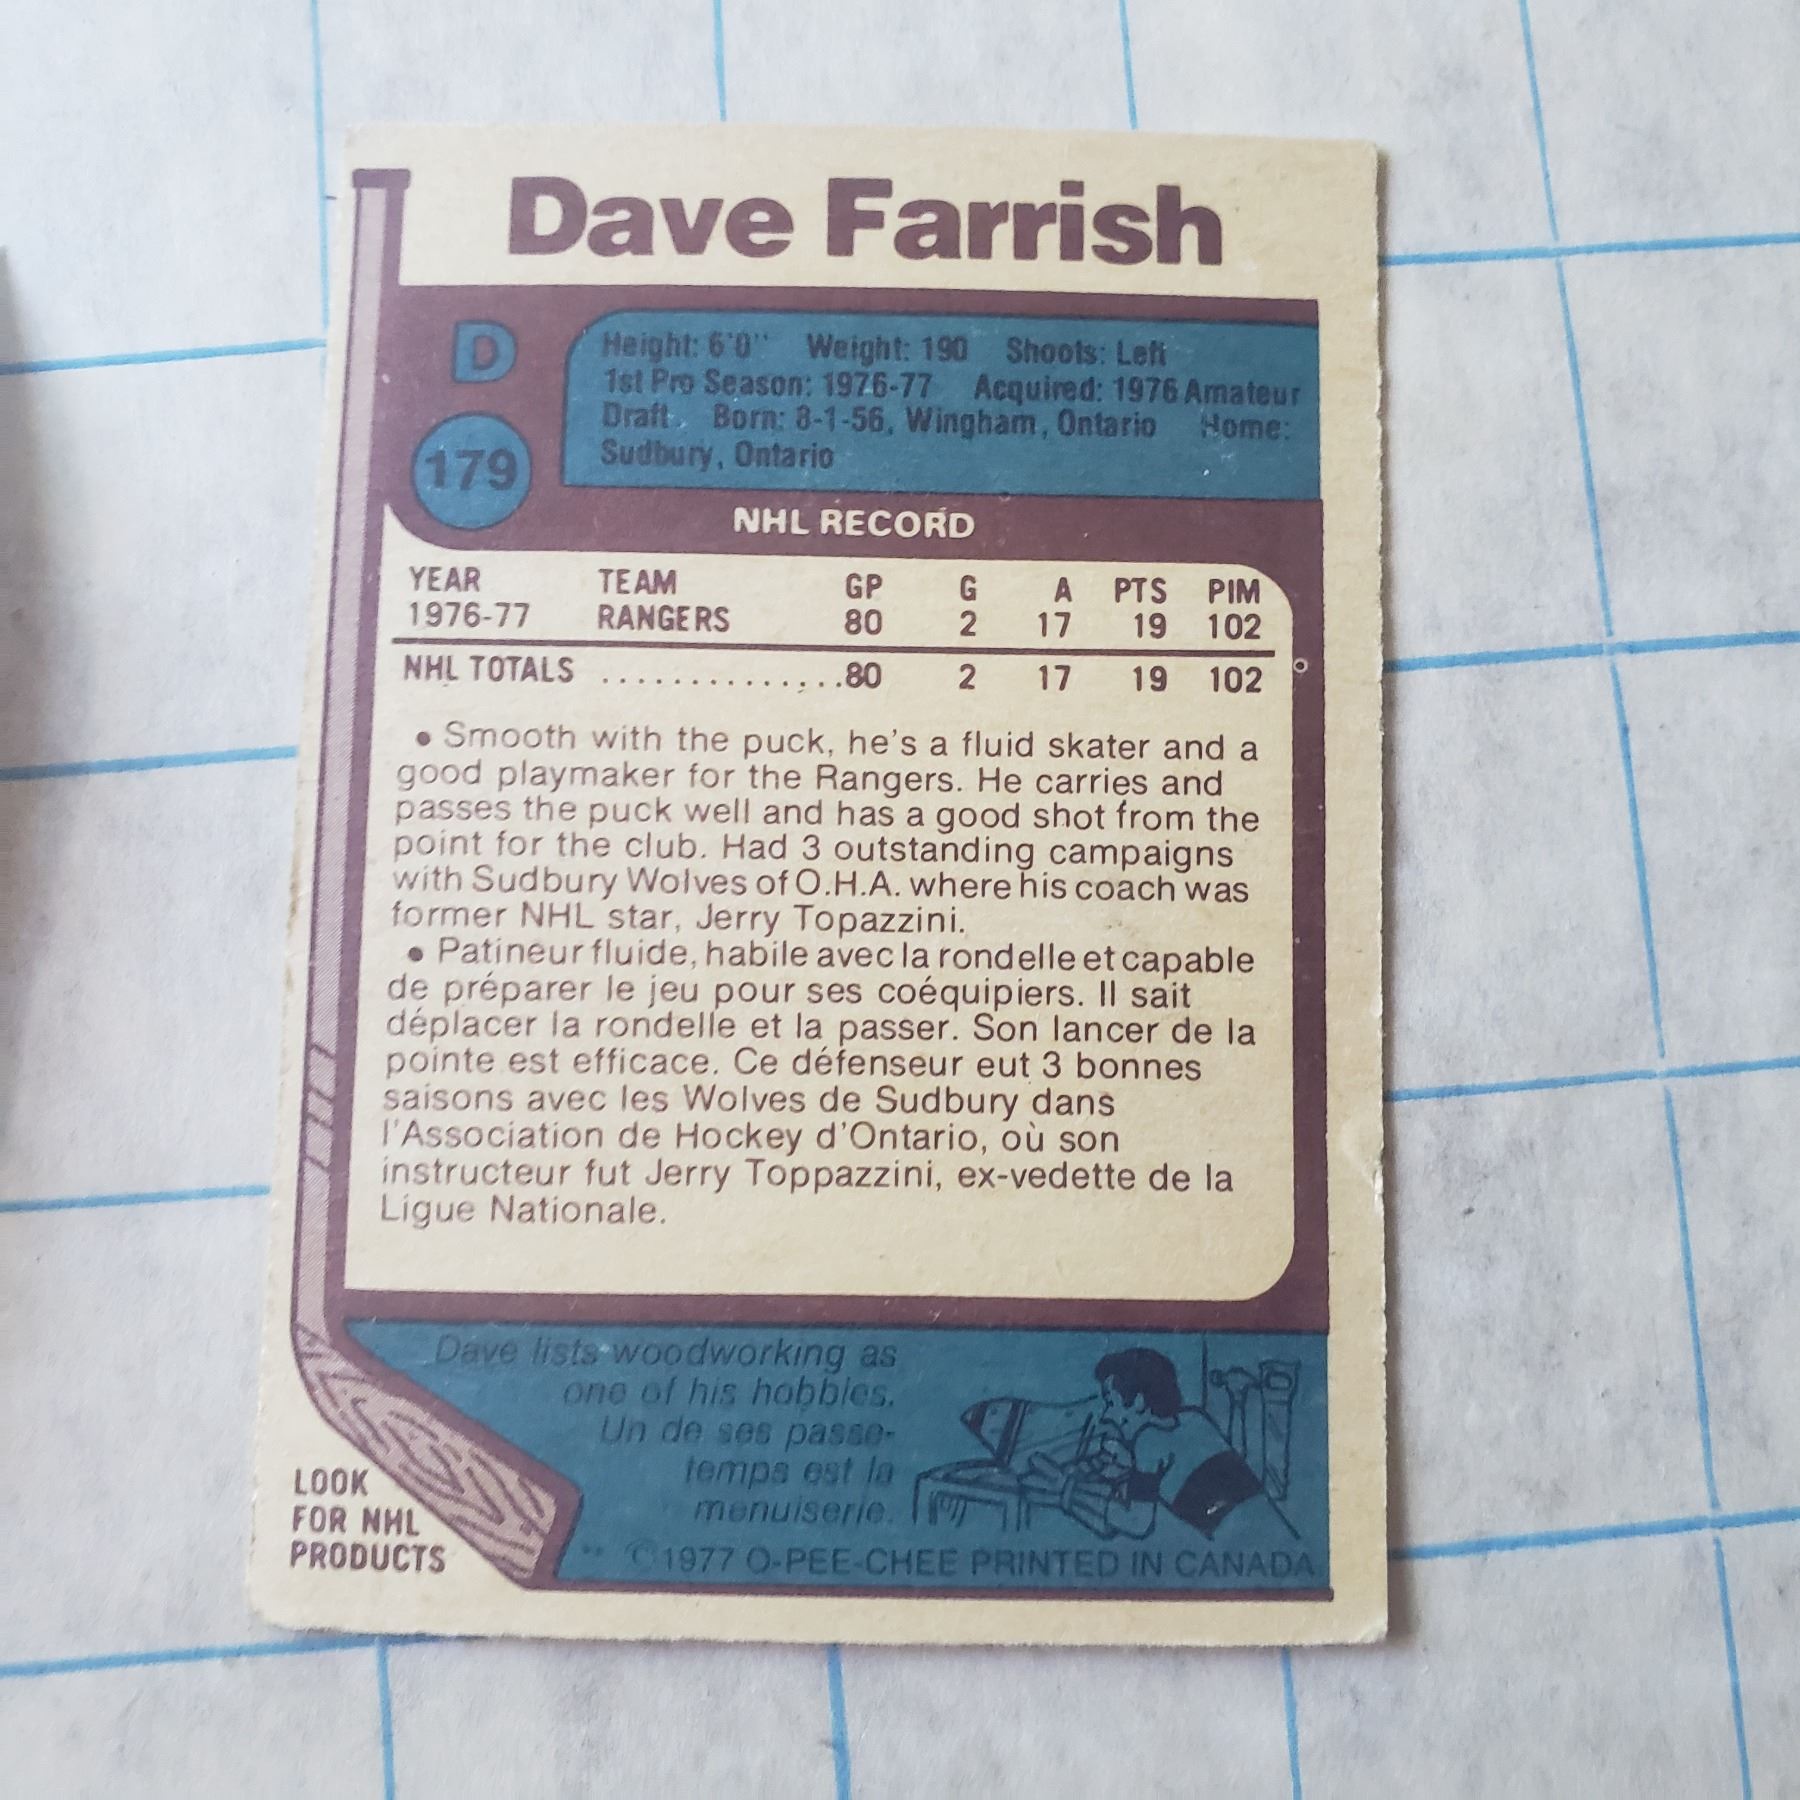 Dave Farrish
D
179
Height: 6'0" Weight: 190 Shoots: Left
1st Pro Season: 1976-77 Acquired: 1976 Amateur
Draft. Born: 8-1-56, Wingham, Ontario Home:
Sudbury, Ontario
NHL RECORD
YEAR TEAM GP G A PTS PIM
1976-77 RANGERS 80 2 17 19 102
NHL TOTALS ...............80 2 17 19 102
• Smooth with the puck, he's a fluid skater and a
good playmaker for the Rangers. He carries and
passes the puck well and has a good shot from the
point for the club. Had 3 outstanding campaigns
with Sudbury Wolves of O.H.A. where his coach was
former NHL star, Jerry Topazzini.
• Patineur fluide, habile avec la rondelle et capable
de préparer le jeu pour ses coéquipiers. Il sait
déplacer la rondelle et la passer. Son lancer de la
pointe est efficace. Ce défenseur eut 3 bonnes
saisons avec les Wolves de Sudbury dans
l'Association de Hockey d'Ontario, où son
instructeur fut Jerry Toppazzini, ex-vedette de la
Ligue Nationale.
Dave lists woodworking as
one of his hobbies.
Un de ses passe-
temps est la
menuiserie.
LOOK
FOR NHL
PRODUCTS
** ©1977 O-PEE-CHEE PRINTED IN CANADA